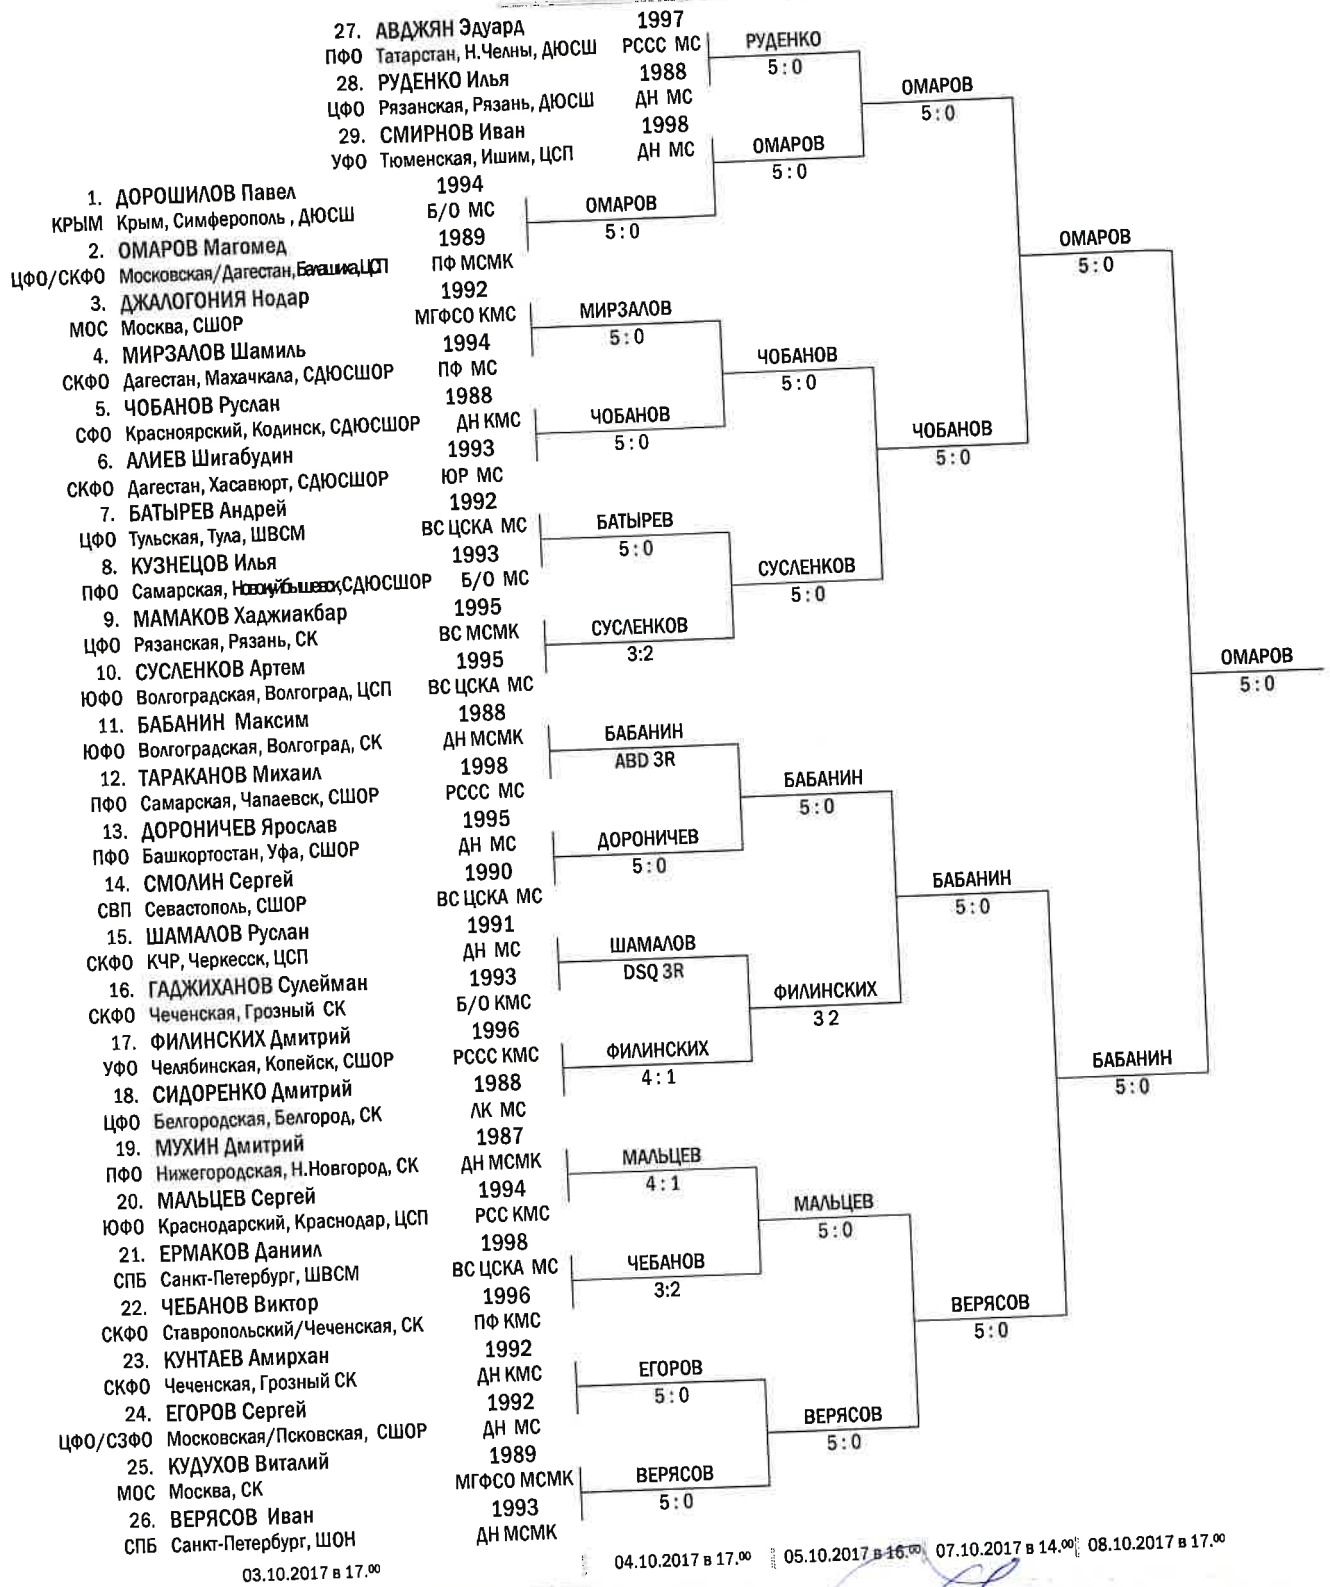 27. АВДЖЯН Эдуард 1997
ПФО Татарстан, Н.Челны, ДЮСШ РССС МС
28. РУДЕНКО Илья 1988
ЦФО Рязанская, Рязань, ДЮСШ ДН МС
29. СМИРНОВ Иван 1998
УФО Тюменская, Ишим, ЦСП ДН МС
1. ДОРОШИЛОВ Павел 1994
КРЫМ Крым, Симферополь , ДЮСШ Б/О МС
2. ОМАРОВ Магомед 1989
ЦФО/СКФО Московская/Дагестан, Балашиха, ЦСП ПФ МСМК
3. ДЖАЛОГОНИЯ Нодар 1992
МОС Москва, СШОР МГФСО КМС
4. МИРЗАЛОВ Шамиль 1994
СКФО Дагестан, Махачкала, СДЮСШОР ПФ МС
5. ЧОБАНОВ Руслан 1988
СФО Красноярский, Кодинск, СДЮСШОР ДН КМС
6. АЛИЕВ Шигабудин 1993
СКФО Дагестан, Хасавюрт, СДЮСШОР ЮР МС
7. БАТЫРЕВ Андрей 1992
ЦФО Тульская, Тула, ШВСМ ВС ЦСКА МС
8. КУЗНЕЦОВ Илья 1993
ПФО Самарская, Новокуйбышевск, СДЮСШОР Б/О МС
9. МАМАКОВ Хаджиакбар 1995
ЦФО Рязанская, Рязань, СК ВС МСМК
10. СУСЛЕНКОВ Артем 1995
ЮФО Волгоградская, Волгоград, ЦСП ВС ЦСКА МС
11. БАБАНИН Максим 1988
ЮФО Волгоградская, Волгоград, СК ДН МСМК
12. ТАРАКАНОВ Михаил 1998
ПФО Самарская, Чапаевск, СШОР РССС МС
13. ДОРОНИЧЕВ Ярослав 1995
ПФО Башкортостан, Уфа, СШОР ДН МС
14. СМОЛИН Сергей 1990
СВП Севастополь, СШОР ВС ЦСКА МС
15. ШАМАЛОВ Руслан 1991
СКФО КЧР, Черкесск, ЦСП ДН МС
16. ГАДЖИХАНОВ Сулейман 1993
СКФО Чеченская, Грозный СК Б/О КМС
17. ФИЛИНСКИХ Дмитрий 1996
УФО Челябинская, Копейск, СШОР РССС КМС
18. СИДОРЕНКО Дмитрий 1988
ЦФО Белгородская, Белгород, СК ЛК МС
19. МУХИН Дмитрий 1987
ПФО Нижегородская, Н.Новгород, СК ДН МСМК
20. МАЛЬЦЕВ Сергей 1994
ЮФО Краснодарский, Краснодар, ЦСП РСС КМС
21. ЕРМАКОВ Даниил 1998
СПБ Санкт-Петербург, ШВСМ ВС ЦСКА МС
22. ЧЕБАНОВ Виктор 1996
СКФО Ставропольский/Чеченская, СК ПФ КМС
23. КУНТАЕВ Амирхан 1992
СКФО Чеченская, Грозный СК ДН КМС
24. ЕГОРОВ Сергей 1992
ЦФО/СЗФО Московская/Псковская, СШОР ДН МС
25. КУДУХОВ Виталий 1989
МОС Москва, СК МГФСО МСМК
26. ВЕРЯСОВ Иван 1993
СПБ Санкт-Петербург, ШОН ДН МСМК
ОМАРОВ
5 : 0
МИРЗАЛОВ
5 : 0
ЧОБАНОВ
5 : 0
БАТЫРЕВ
5 : 0
СУСЛЕНКОВ
3:2
БАБАНИН
ABD 3R
ДОРОНИЧЕВ
5 : 0
ШАМАЛОВ
DSQ 3R
ФИЛИНСКИХ
4 : 1
МАЛЬЦЕВ
4 : 1
ЧЕБАНОВ
3:2
ЕГОРОВ
5 : 0
ВЕРЯСОВ
5 : 0
РУДЕНКО
5 : 0
ОМАРОВ
5 : 0
ЧОБАНОВ
5 : 0
СУСЛЕНКОВ
5 : 0
БАБАНИН
5 : 0
ФИЛИНСКИХ
3 2
МАЛЬЦЕВ
5 : 0
ВЕРЯСОВ
5 : 0
ОМАРОВ
5 : 0
ЧОБАНОВ
5 : 0
БАБАНИН
5 : 0
ВЕРЯСОВ
5 : 0
ОМАРОВ
5 : 0
БАБАНИН
5 : 0
ОМАРОВ
5 : 0
03.10.2017 в 17.00 04.10.2017 в 17.00 05.10.2017 в 16.00 07.10.2017 в 14.00 08.10.2017 в 17.00